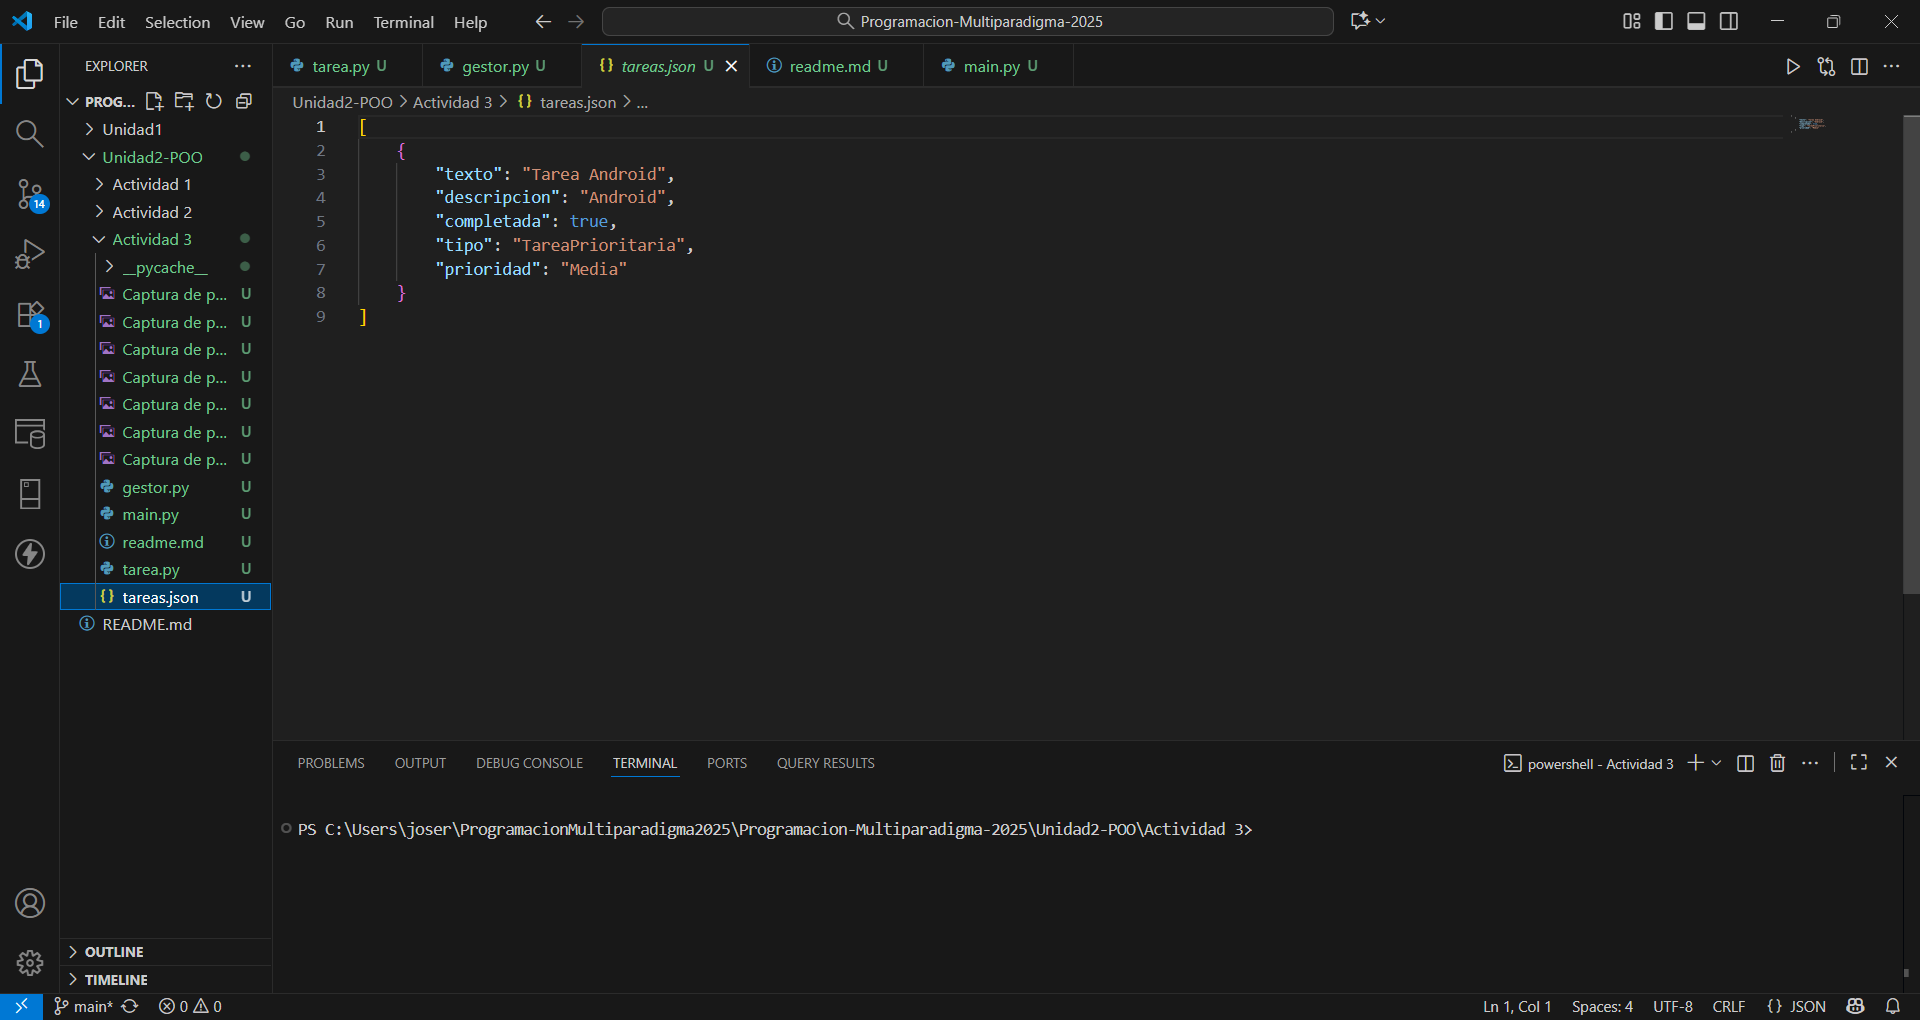 File Edit Selection View Go Run Terminal Help
Programacion-Multiparadigma-2025
EXPLORER
PROG...
Unidad1
Unidad2-POO
Actividad 1
Actividad 2
Actividad 3
__pycache__
Captura de p... U
Captura de p... U
Captura de p... U
Captura de p... U
Captura de p... U
Captura de p... U
Captura de p... U
gestor.py U
main.py U
readme.md U
tarea.py U
tareas.json U
README.md
14
1
OUTLINE
TIMELINE
tarea.py U gestor.py U tareas.json U readme.md U main.py U
Unidad2-POO > Actividad 3 > {} tareas.json > ...
1 [
2 {
3 "texto": "Tarea Android",
4 "descripcion": "Android",
5 "completada": true,
6 "tipo": "TareaPrioritaria",
7 "prioridad": "Media"
8 }
9 ]
PROBLEMS OUTPUT DEBUG CONSOLE TERMINAL PORTS QUERY RESULTS
powershell - Actividad 3
PS C:\Users\joser\ProgramacionMultiparadigma2025\Programacion-Multiparadigma-2025\Unidad2-POO\Actividad 3>
main* 0 0
Ln 1, Col 1 Spaces: 4 UTF-8 CRLF {} JSON